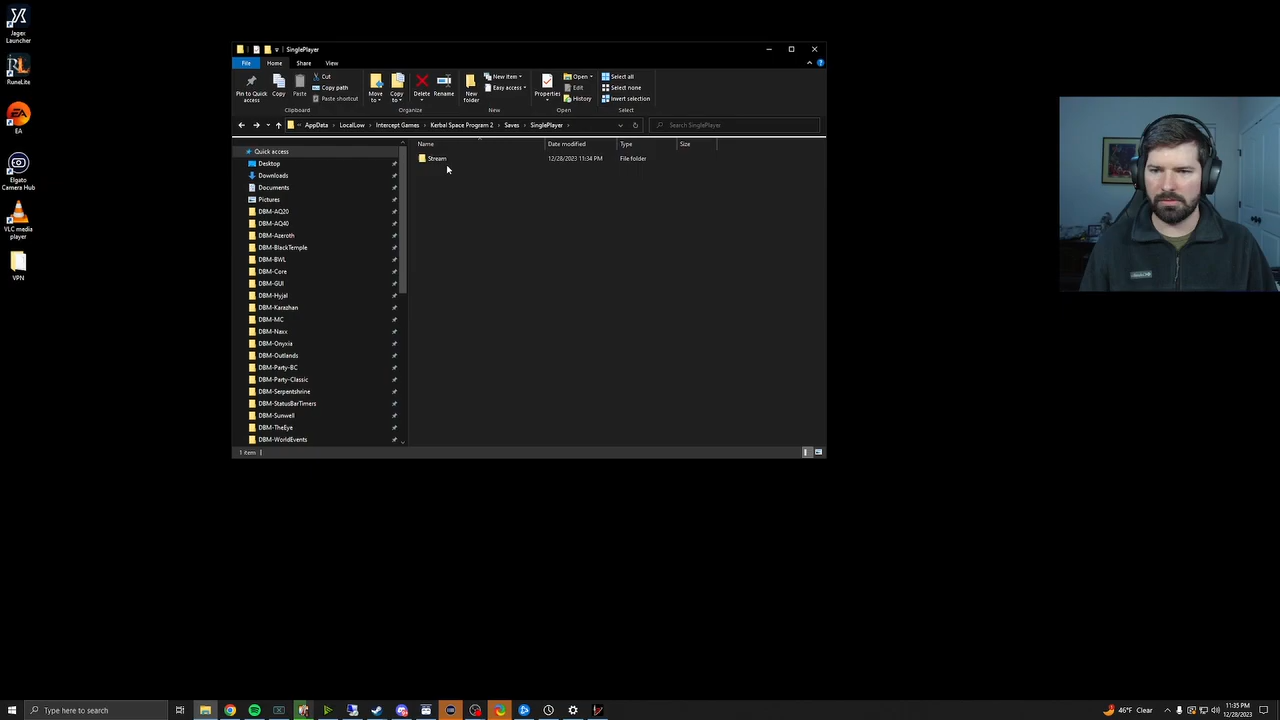 Jagex
Launcher
RuneLite
EA
EA
Elgato
Camera Hub
VLC media
player
VPN
SinglePlayer
File
Home
Share
View
Pin to Quick
access
Copy
Paste
Cut
Copy path
Paste shortcut
Clipboard
Move
to
Copy
to
Delete
Rename
Organize
New
folder
New item
Easy access
New
Properties
Open
Edit
History
Open
Select all
Select none
Invert selection
Select
AppData > LocalLow > Intercept Games > Kerbal Space Program 2 > Saves > SinglePlayer >
Search SinglePlayer
Name
Date modified
Type
Size
Stream
12/28/2023 11:34 PM
File folder
Quick access
Desktop
Downloads
Documents
Pictures
DBM-AQ20
DBM-AQ40
DBM-Azeroth
DBM-BlackTemple
DBM-BWL
DBM-Core
DBM-GUI
DBM-Hyjal
DBM-Karazhan
DBM-MC
DBM-Naxx
DBM-Onyxia
DBM-Outlands
DBM-Party-BC
DBM-Party-Classic
DBM-Serpentshrine
DBM-StatusBarTimers
DBM-Sunwell
DBM-TheEye
DBM-WorldEvents
1 item
Type here to search
46°F Clear
11:35 PM
12/28/2023